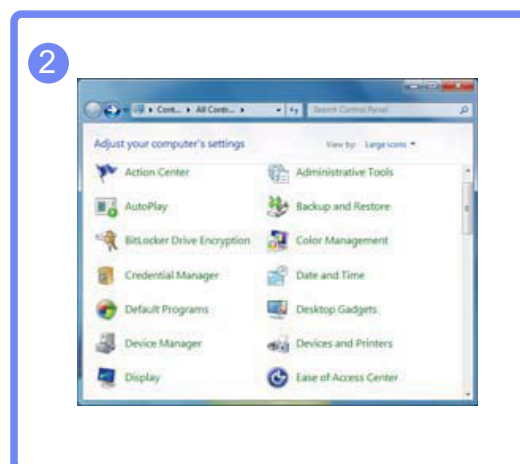 2
Cont... ▸ All Contr... ▸
Search Control Panel
Adjust your computer's settings
View by: Large icons
Action Center
Administrative Tools
AutoPlay
Backup and Restore
BitLocker Drive Encryption
Color Management
Credential Manager
Date and Time
Default Programs
Desktop Gadgets
Device Manager
Devices and Printers
Display
Ease of Access Center